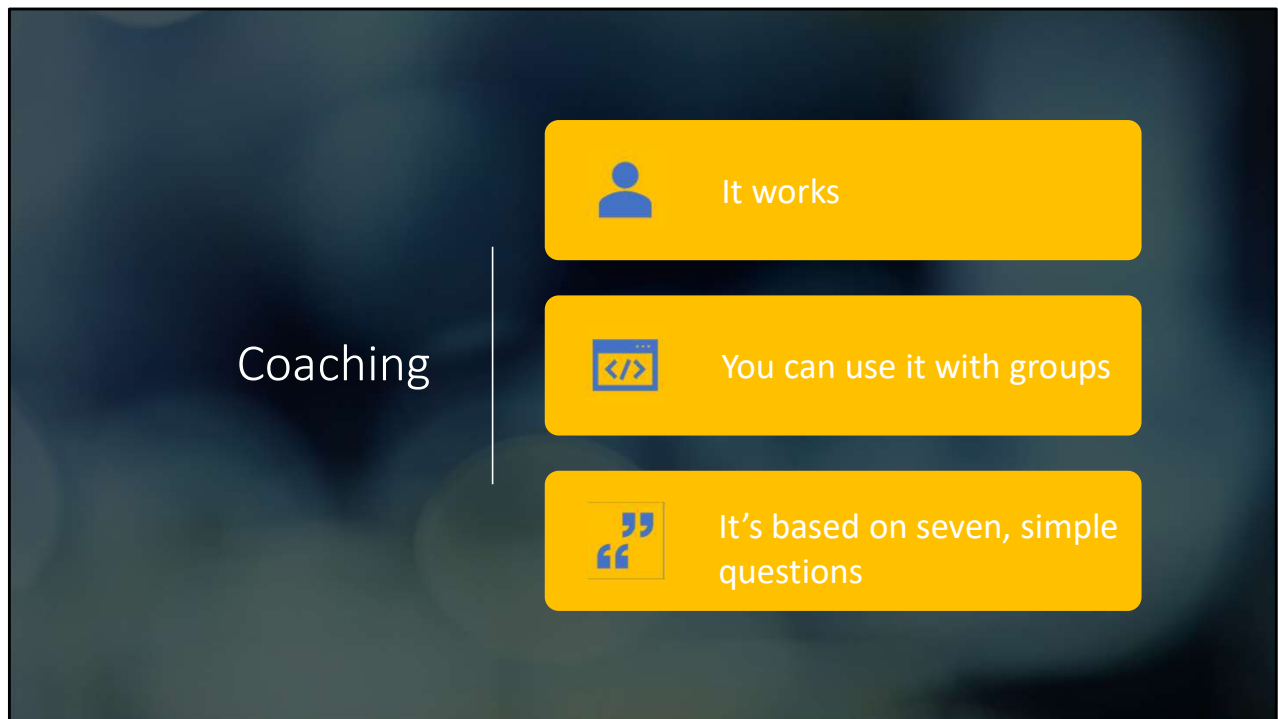 Coaching
It works
You can use it with groups
It’s based on seven, simple
questions